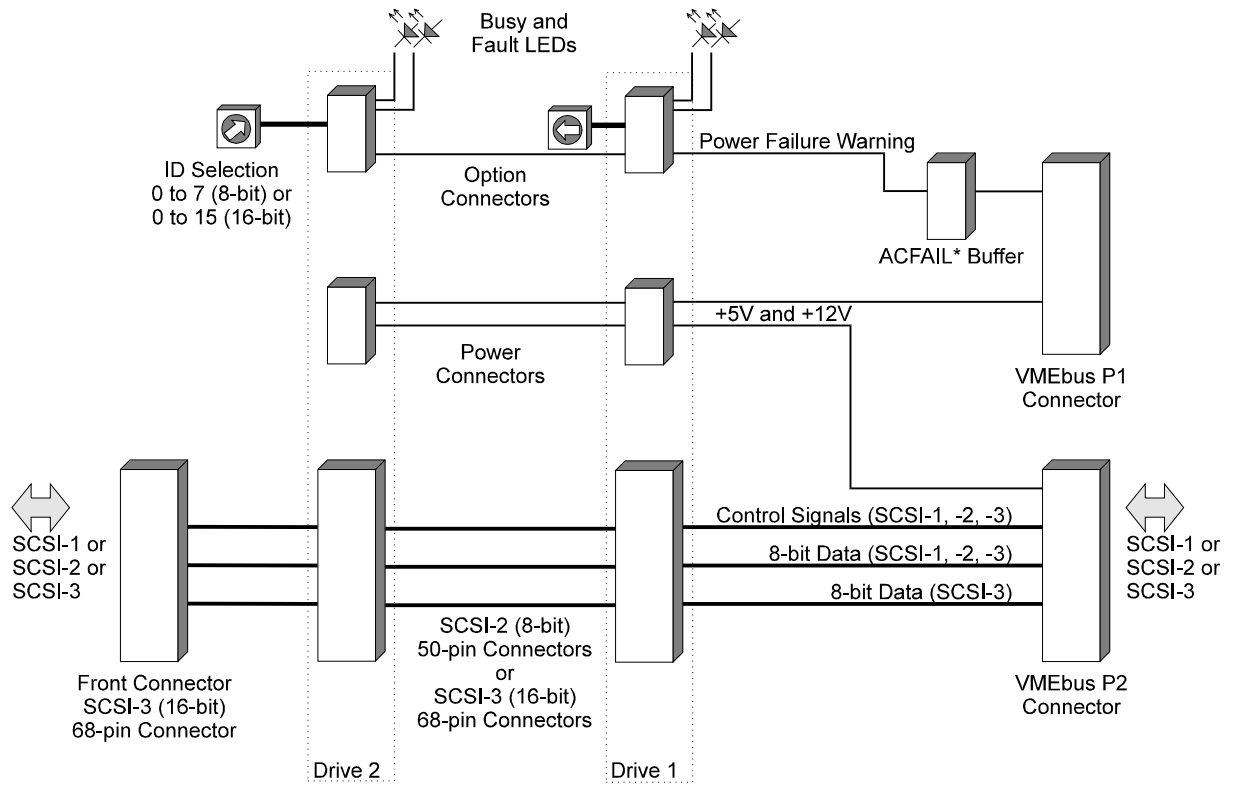 Busy and
Fault LEDs
ID Selection
0 to 7 (8-bit) or
0 to 15 (16-bit)
Option
Connectors
Power Failure Warning
ACFAIL* Buffer
+5V and +12V
Power
Connectors
VMEbus P1
Connector
SCSI-1 or
SCSI-2 or
SCSI-3
Control Signals (SCSI-1, -2, -3)
8-bit Data (SCSI-1, -2, -3)
8-bit Data (SCSI-3)
SCSI-1 or
SCSI-2 or
SCSI-3
Front Connector
SCSI-3 (16-bit)
68-pin Connector
SCSI-2 (8-bit)
50-pin Connectors
or
SCSI-3 (16-bit)
68-pin Connectors
VMEbus P2
Connector
Drive 2
Drive 1